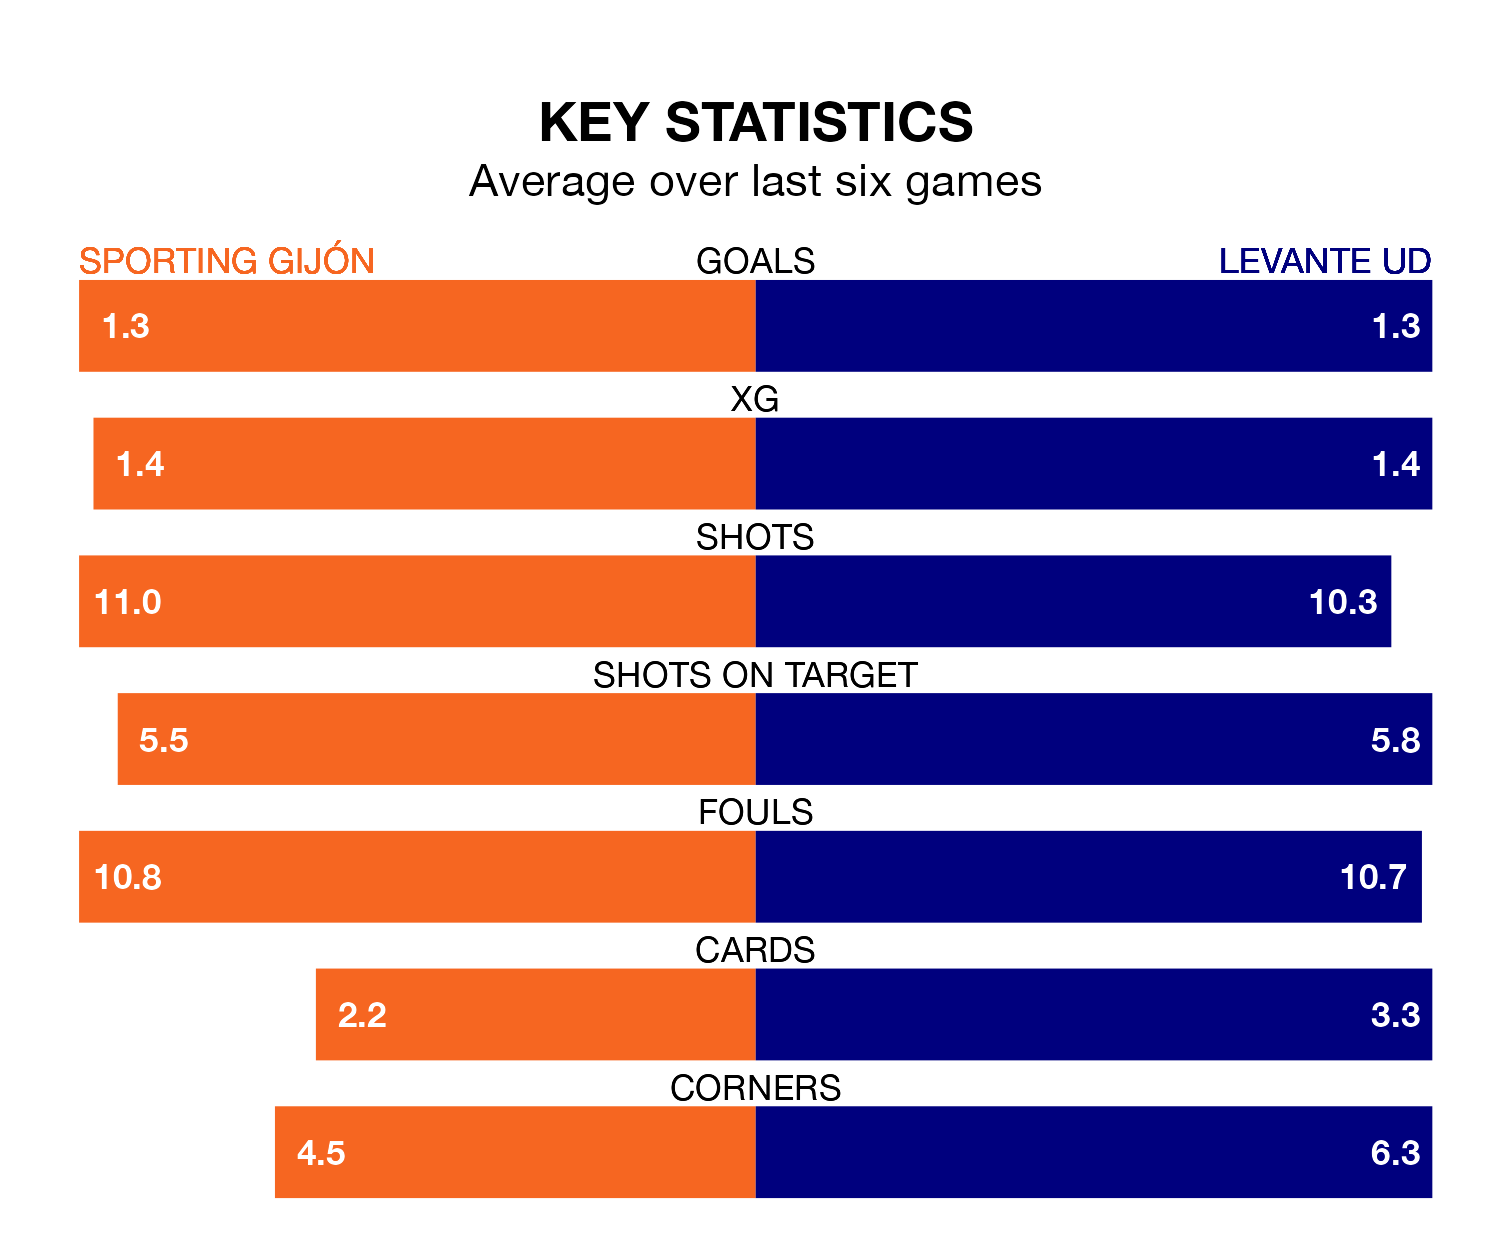 KEY STATISTICS
Average over last six games
SPORTING GIJÓN GOALS LEVANTE UD
1.3 1.3
XG
1.4 1.4
SHOTS
11.0 10.3
SHOTS ON TARGET
5.5 5.8
FOULS
10.8 10.7
CARDS
2.2 3.3
CORNERS
4.5 6.3